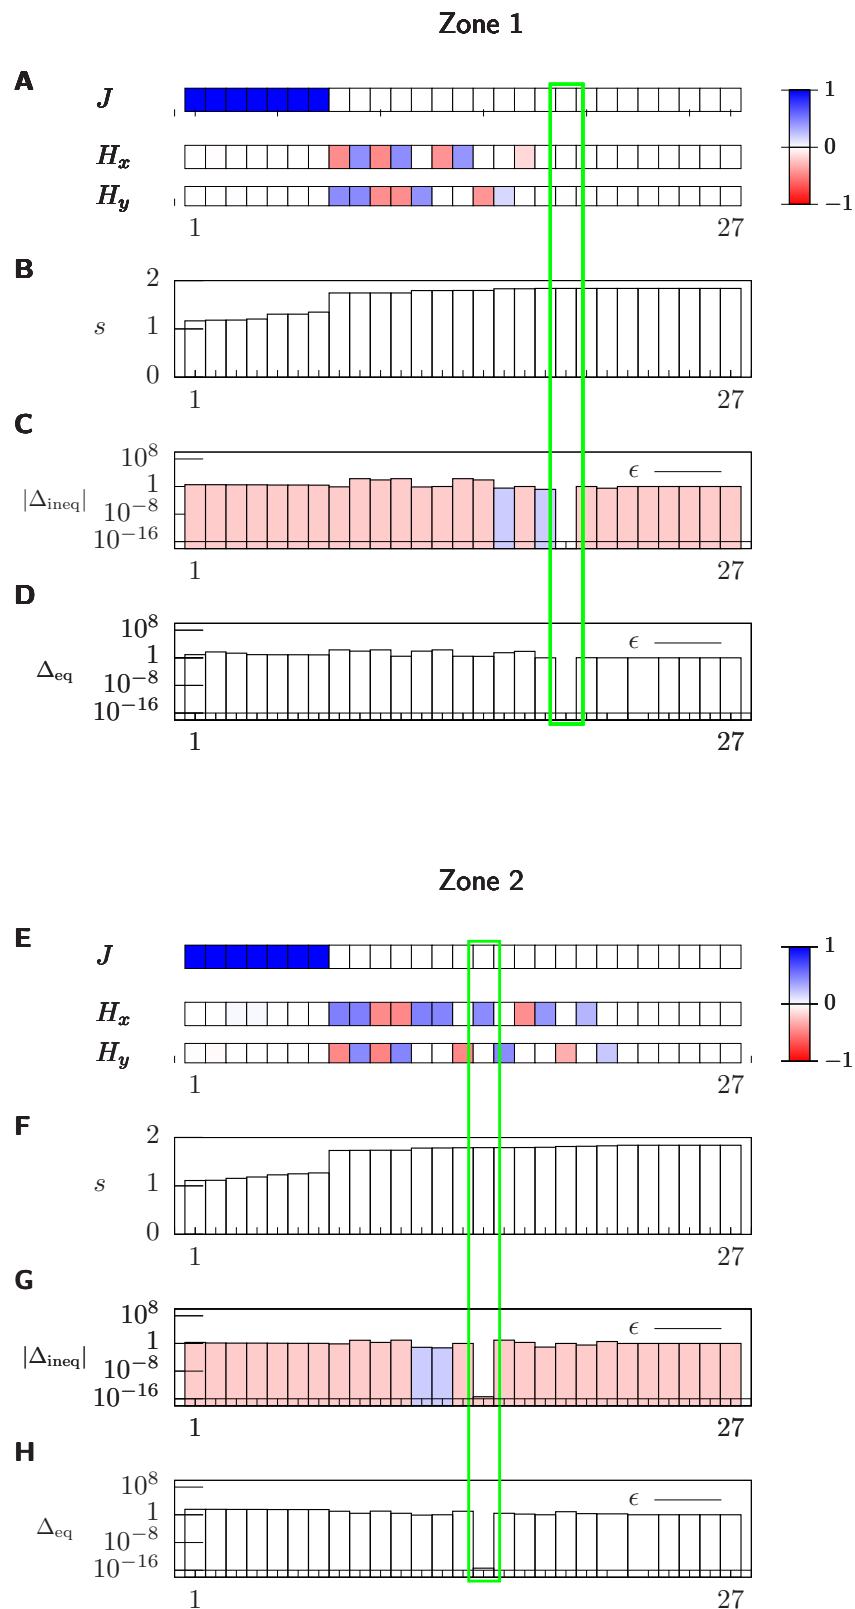 Zone 1
A
J
1
H_x
0
H_y
−1
1 27
B
2
s
1
0
1 27
C
10^8
ϵ
1
|Δ_ineq|
10^−8
10^−16
1 27
D
10^8
ϵ
1
Δ_eq
10^−8
10^−16
1 27
Zone 2
E
J
1
H_x
0
H_y
−1
1 27
F
2
s
1
0
1 27
G
10^8
ϵ
1
|Δ_ineq|
10^−8
10^−16
1 27
H
10^8
ϵ
1
Δ_eq
10^−8
10^−16
1 27